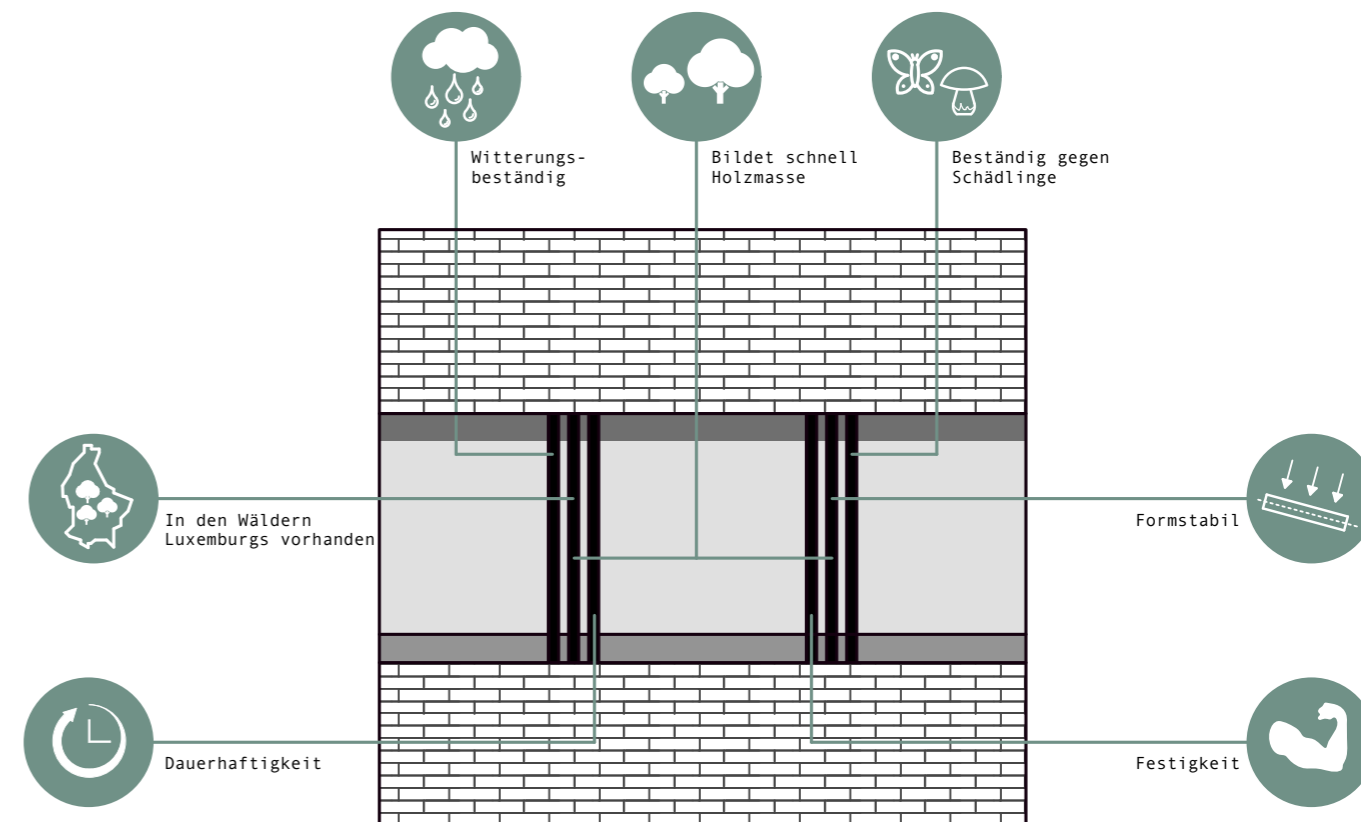 Witterungs-
beständig
Bildet schnell
Holzmasse
Beständig gegen
Schädlinge
In den Wäldern
Luxemburgs vorhanden
Formstabil
Dauerhaftigkeit
Festigkeit